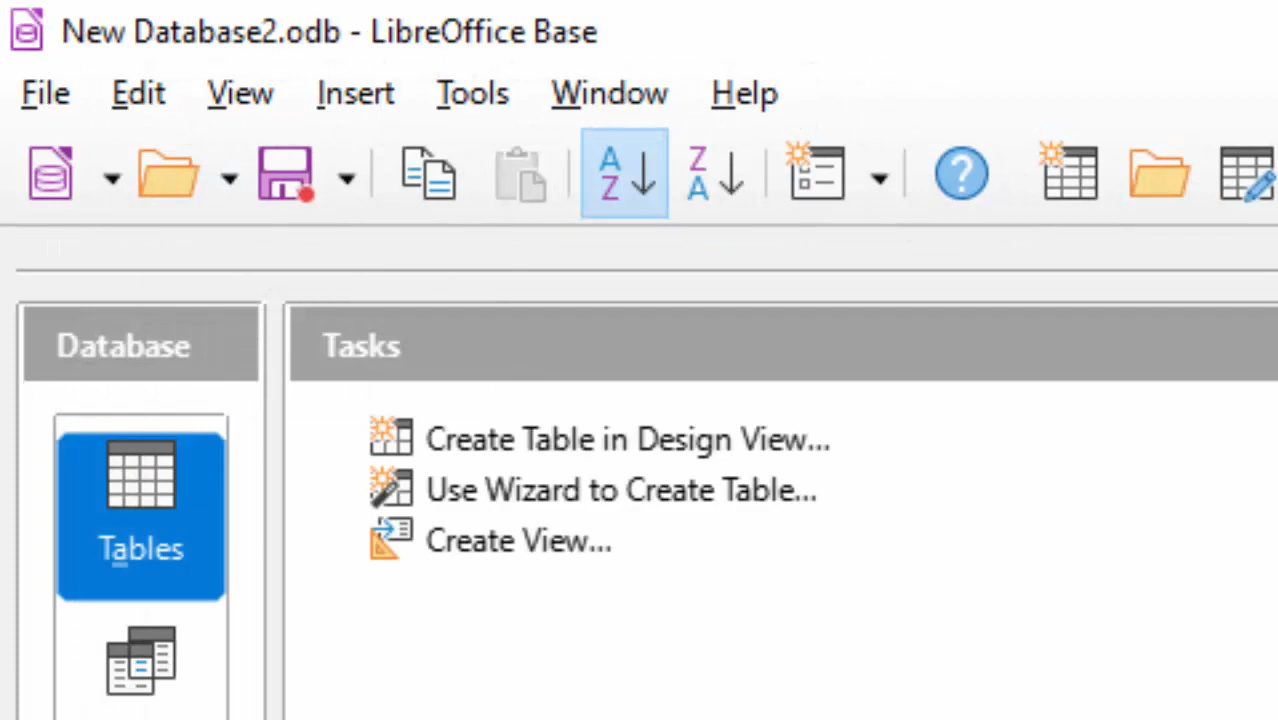 New Database2.odb - LibreOffice Base
File Edit View Insert Tools Window Help
Database
Tasks
Create Table in Design View...
Use Wizard to Create Table...
Create View...
Tables